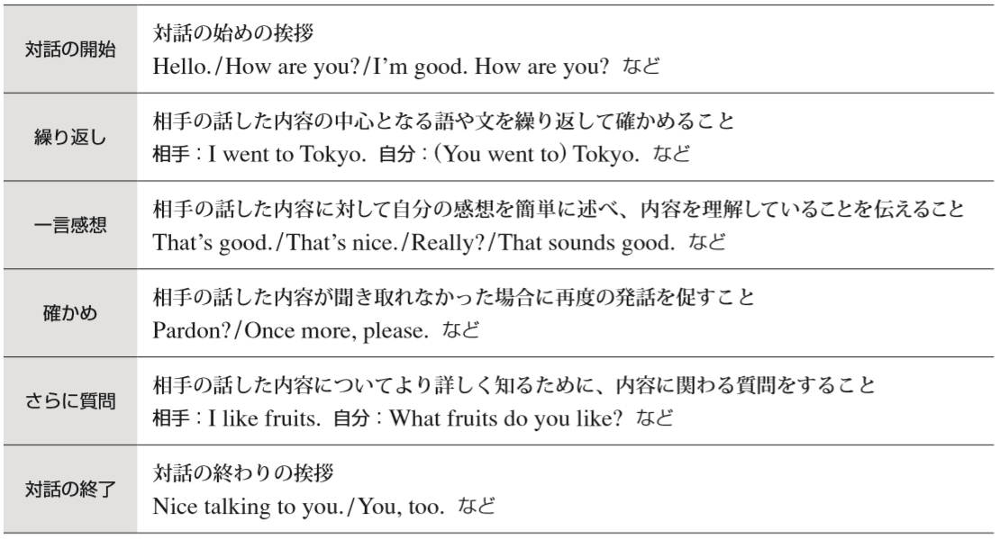 対話の開始
対話の始めの挨拶
Hello./How are you?/I'm good. How are you? など
繰り返し
相手の話した内容の中心となる語や文を繰り返して確かめること
相手：I went to Tokyo. 自分：(You went to) Tokyo. など
一言感想
相手の話した内容に対して自分の感想を簡単に述べ、内容を理解していることを伝えること
That's good./That's nice./Really?/That sounds good. など
確かめ
相手の話した内容が聞き取れなかった場合に再度の発話を促すこと
Pardon?/Once more, please. など
さらに質問
相手の話した内容についてより詳しく知るために、内容に関わる質問をすること
相手：I like fruits. 自分：What fruits do you like? など
対話の終了
対話の終わりの挨拶
Nice talking to you./You, too. など